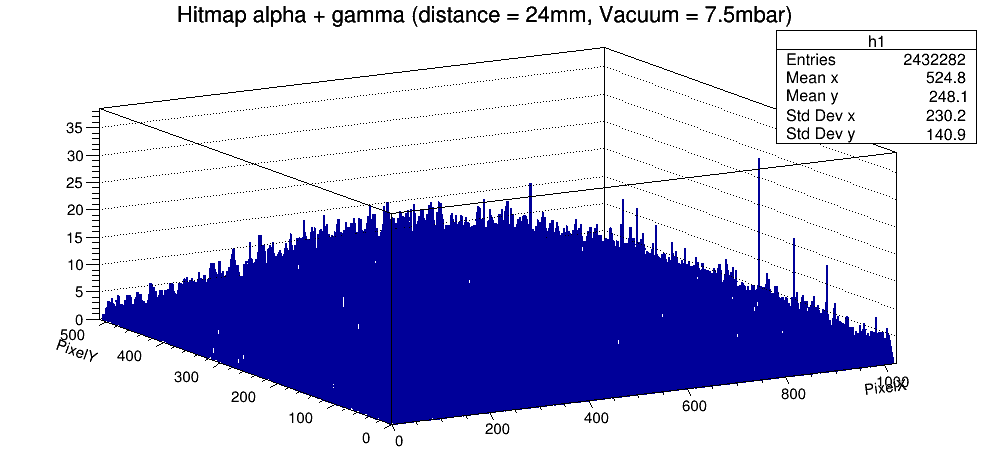 Hitmap alpha + gamma (distance = 24mm, Vacuum = 7.5mbar)
h1
Entries 2432282
Mean x 524.8
Mean y 248.1
Std Dev x 230.2
Std Dev y 140.9
35
30
25
20
15
10
5
0
500
400
300
200
100
0
PixelY
0
200
400
600
800
1000
PixelX